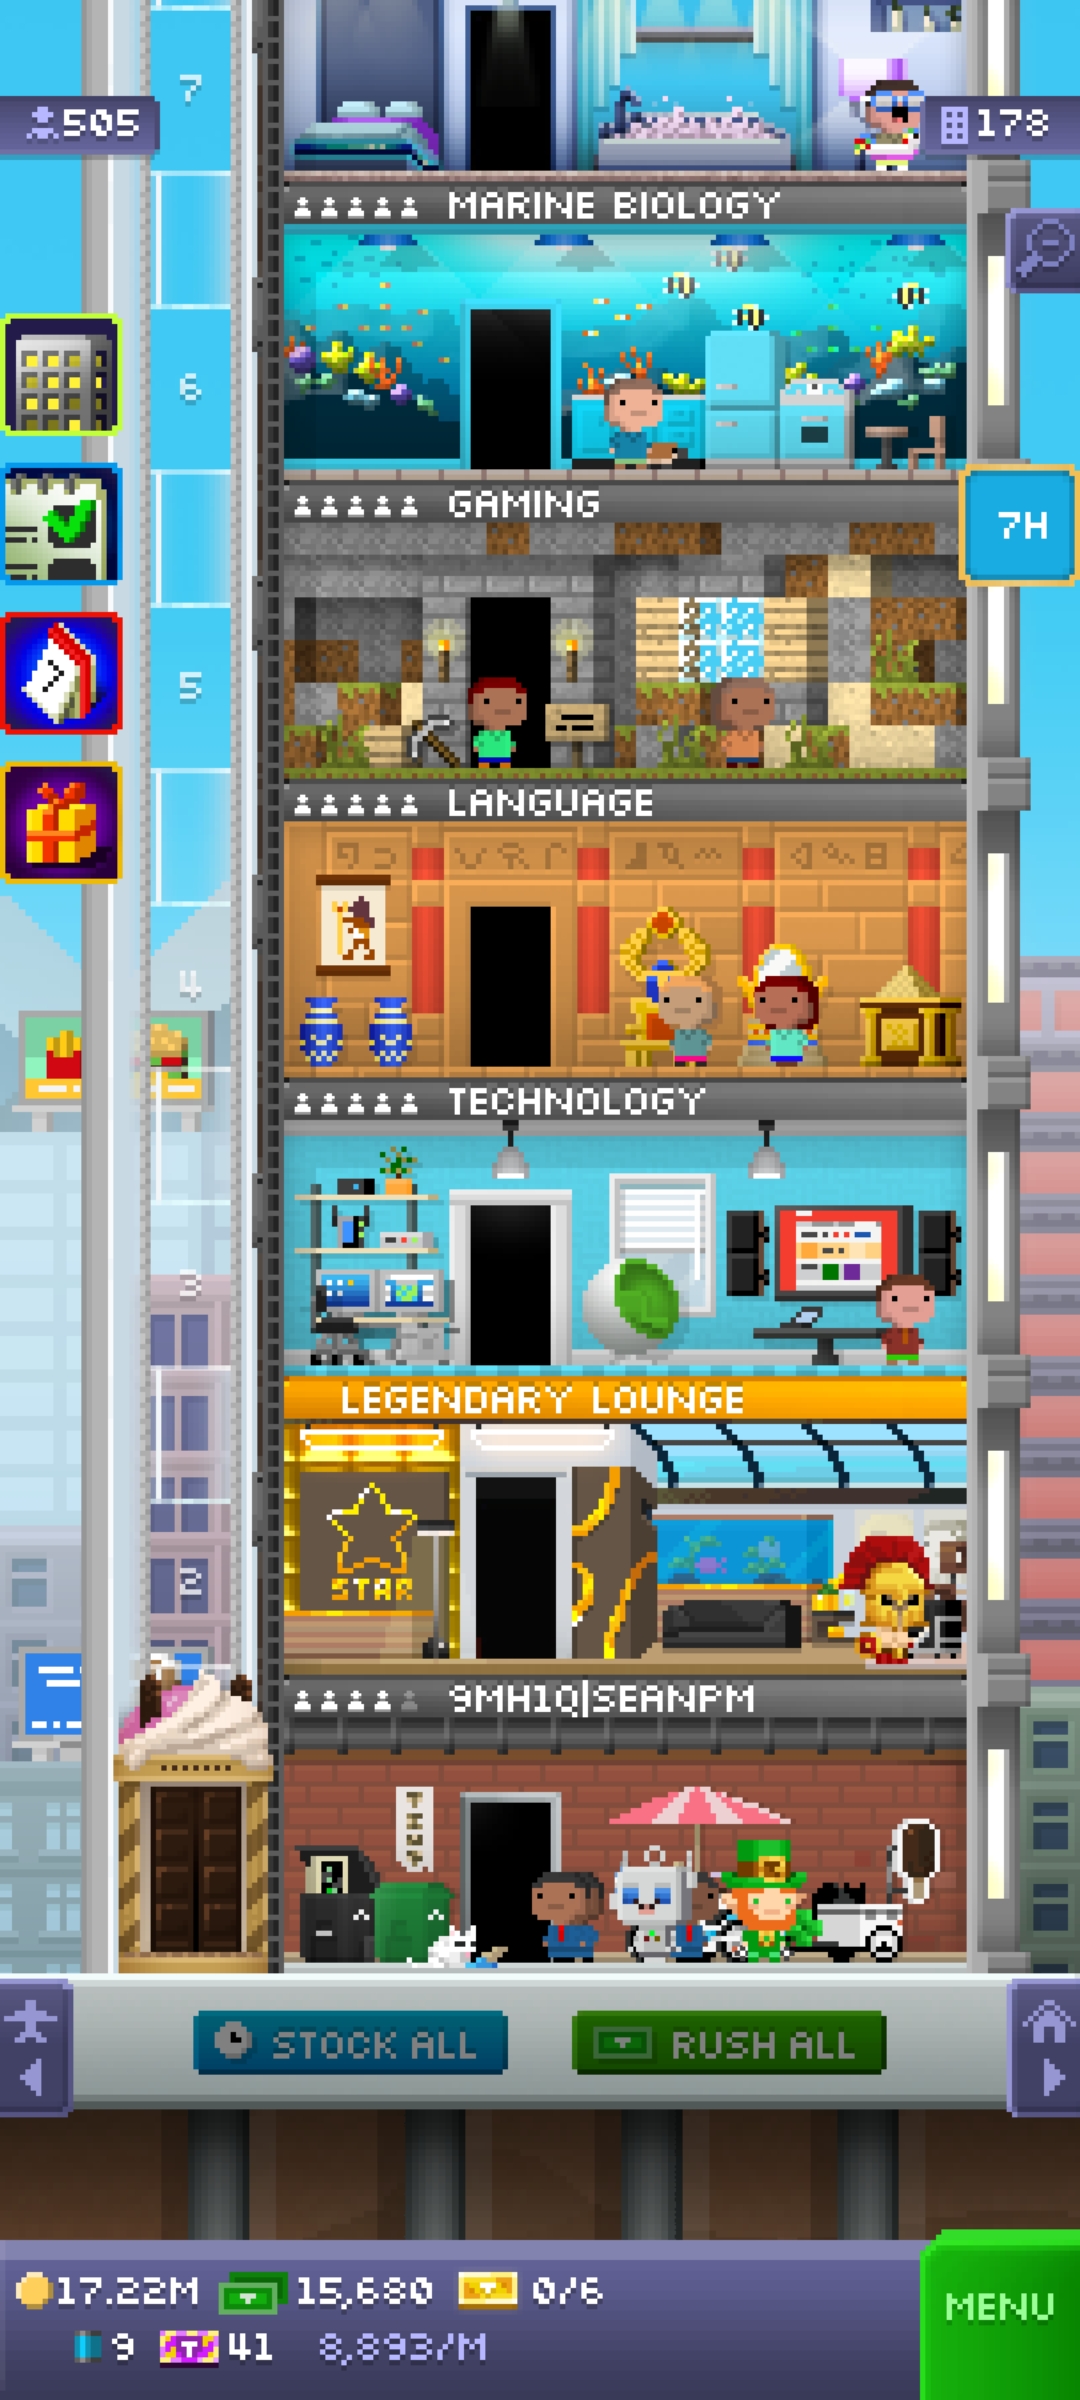 7
505
178
MARINE BIOLOGY
6
GAMING
7H
5
LANGUAGE
4
TECHNOLOGY
3
LEGENDARY LOUNGE
STAR
2
9MH1Q|SEANPM
STOCK ALL
RUSH ALL
17.22M
15,680
0/6
MENU
9
41
8,893/M